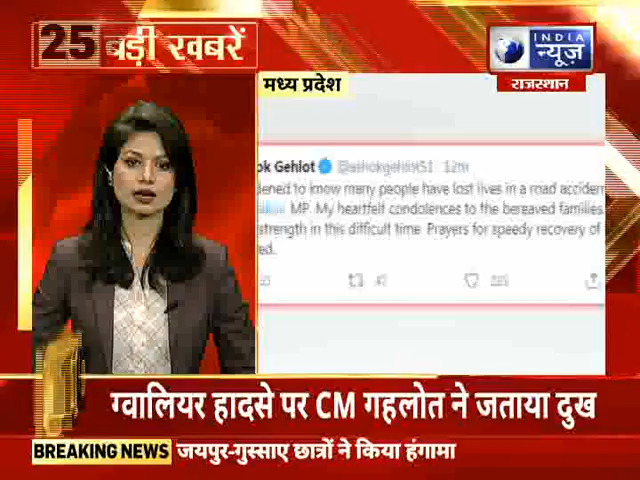 25 बड़ी खबरें
INDIA
न्यूज़
राजस्थान
मध्य प्रदेश
ok Gehlot @ashokgehlot51 12m
dened to know many people have lost lives in a road acciden
MP. My heartfelt condolences to the bereaved families.
strength in this difficult time. Prayers for speedy recovery of
ed.
ग्वालियर हादसे पर CM गहलोत ने जताया दुख
BREAKING NEWS जयपुर-गुस्साए छात्रों ने किया हंगामा